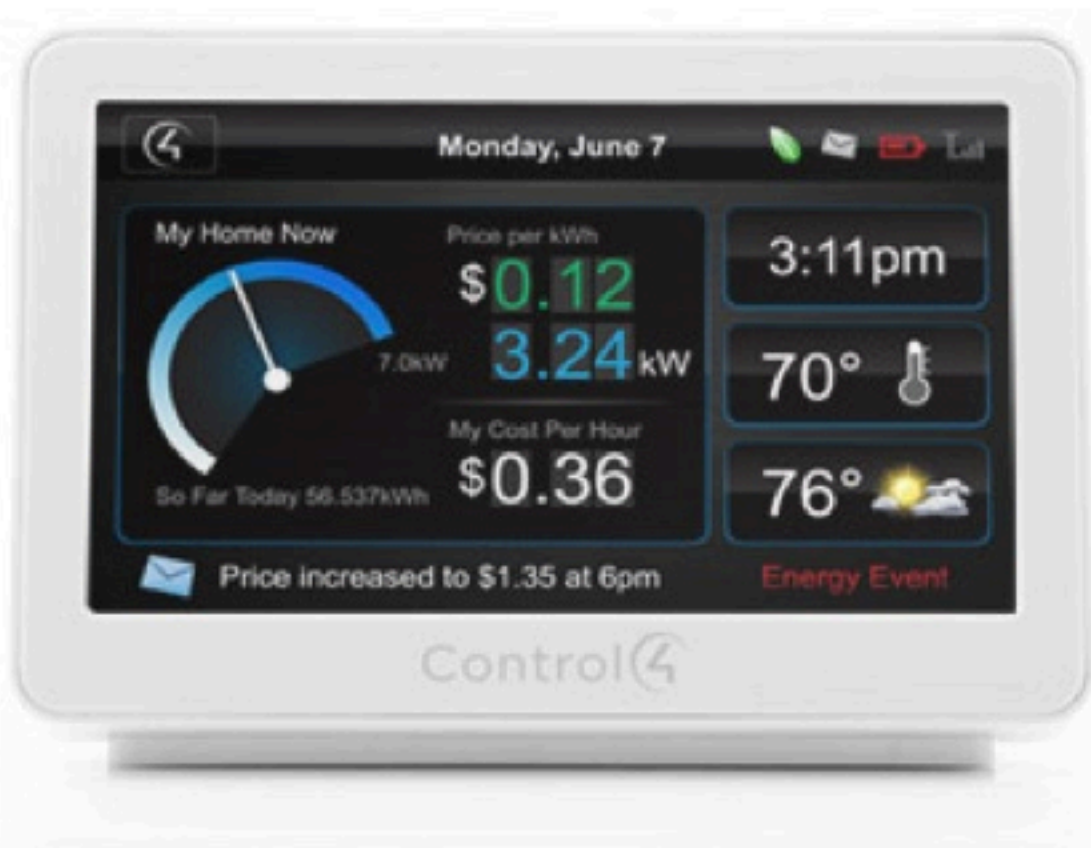 Monday, June 7
My Home Now
Price per kWh
$0.12
7.0kW
3.24 kW
My Cost Per Hour
$0.36
So Far Today 56.537kWh
3:11pm
70°
76°
Price increased to $1.35 at 6pm
Energy Event
Control4